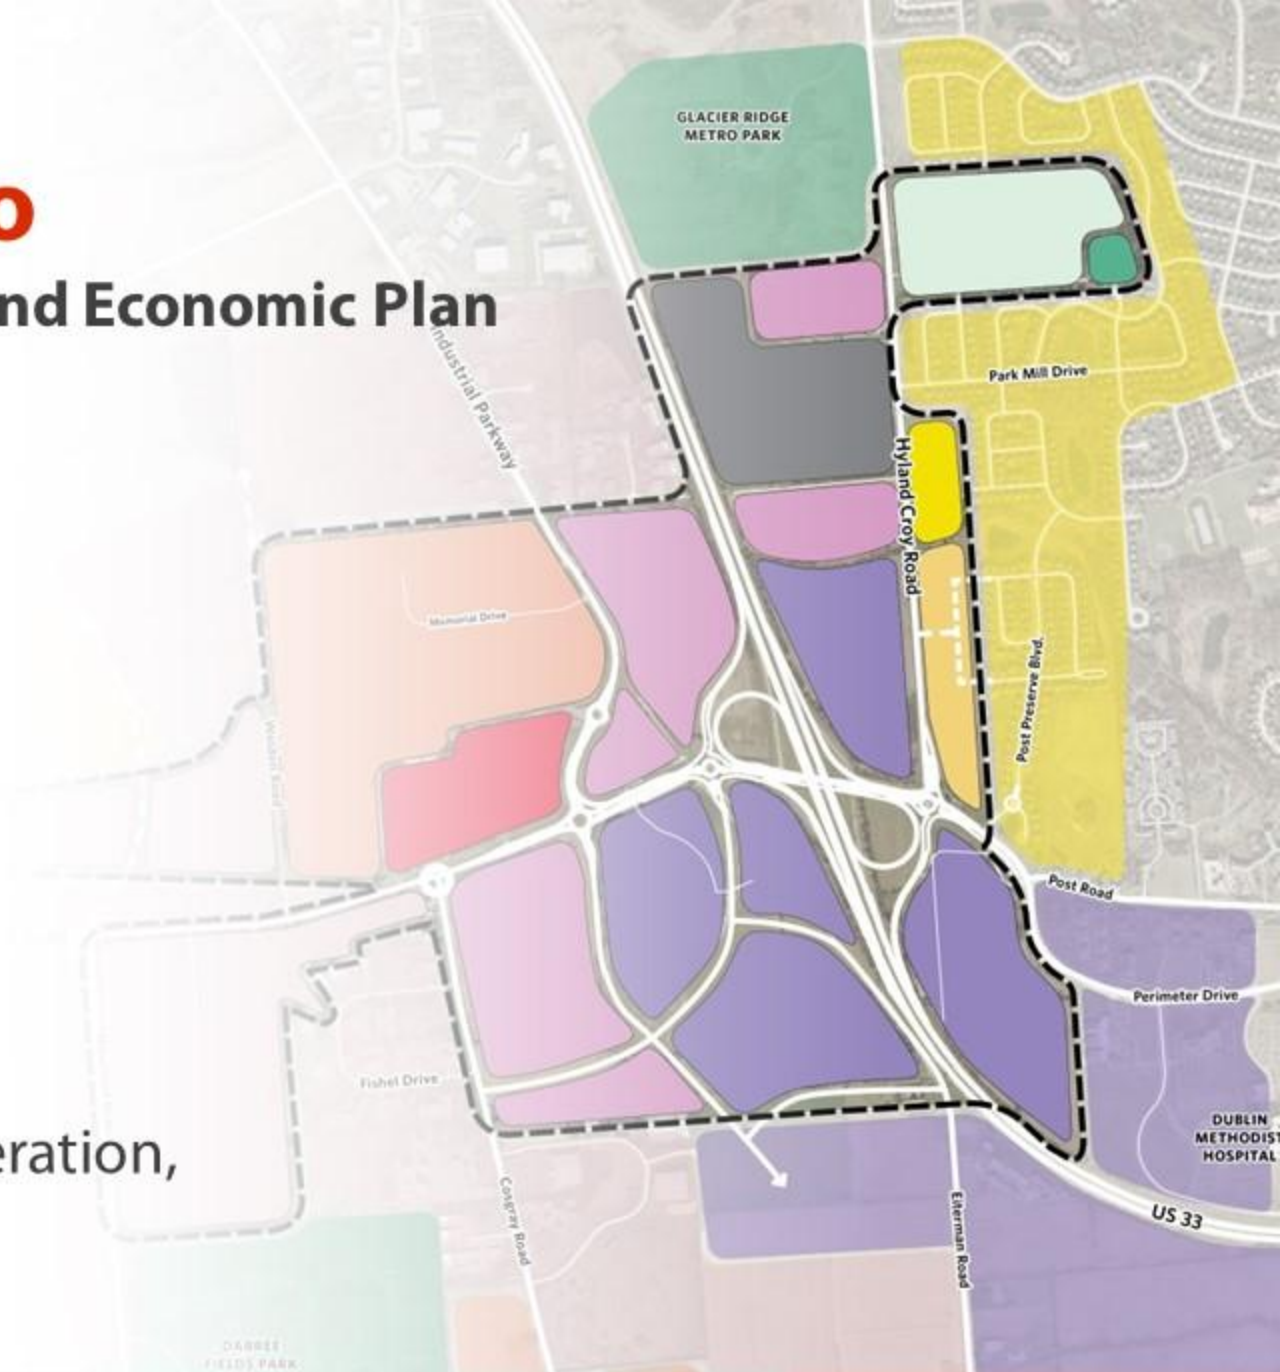 o
nd Economic Plan
GLACIER RIDGE
METRO PARK
Industrial Parkway
Park Mill Drive
Hyland Croy Road
Memorial Drive
Post Preserve Blvd.
Post Road
Perimeter Drive
Fishel Drive
DUBLIN
METHODIST
HOSPITAL
eration,
Cosgray Road
Eiterman Road
US 33
DARREE
FIELDS PARK